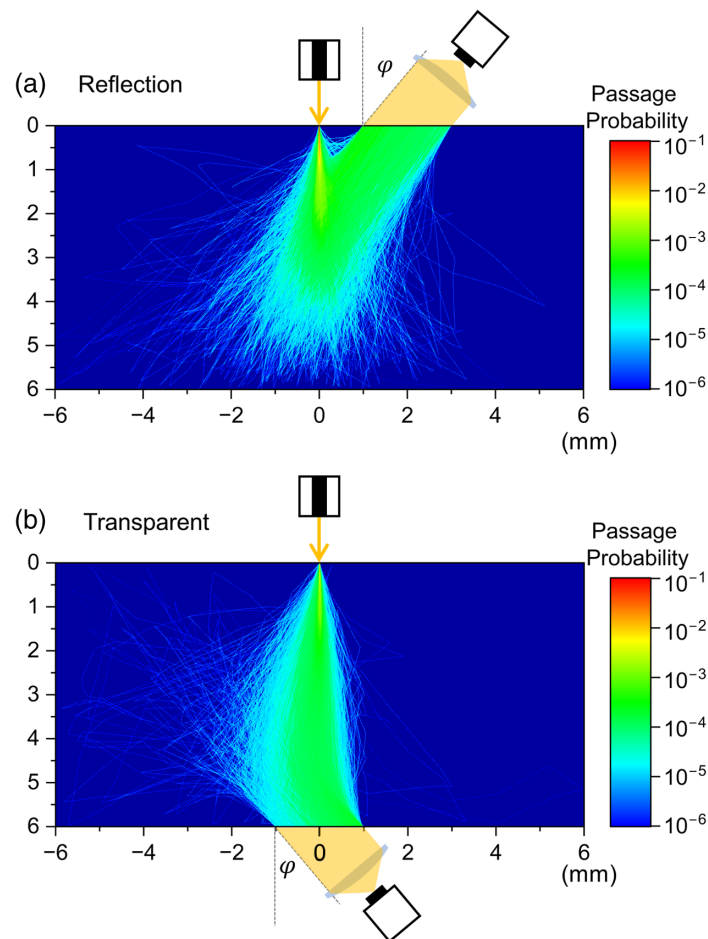 (a) Reflection
φ
Passage
Probability
0
1
2
3
4
5
6
−6 −4 −2 0 2 4 6
(mm)
10⁻¹
10⁻²
10⁻³
10⁻⁴
10⁻⁵
10⁻⁶
(b) Transparent
Passage
Probability
0
1
2
3
4
5
6
−6 −4 −2 0 2 4 6
(mm)
φ
10⁻¹
10⁻²
10⁻³
10⁻⁴
10⁻⁵
10⁻⁶